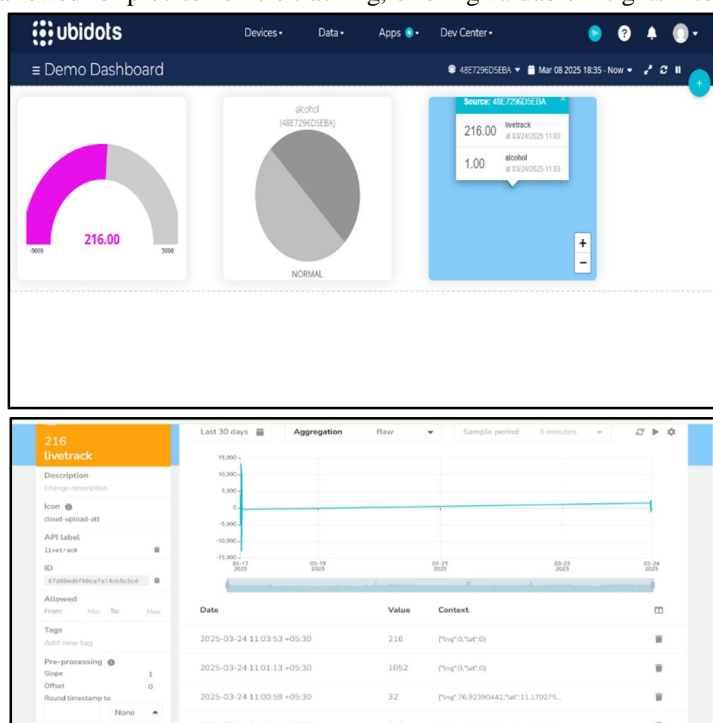 ubidots
Devices Data Apps Dev Center
Demo Dashboard
48E7296D5EBA Mar 08 2025 18:35 - Now
216.00
-5000 5000
alcohol
(48E7296D5EBA)
NORMAL
Source: 48E7296D5EBA
216.00 livetrack
at 03/24/2025 11:03
1.00 alcohol
at 03/24/2025 11:03
+
−
216
livetrack
Description
Change description
Icon
cloud-upload-alt
API label
livetrack
ID
Allowed
From: Min To: Max
Tags
Add new tag
Pre-processing
Slope 1
Offset 0
Round timestamp to
None
Last 30 days Aggregation Raw Sample period 5 minutes
15,000
10,000
5,000
0
-5,000
-10,000
-15,000
03-17 03-19 03-21 03-23 03-24
2025 2025 2025 2025 2025
Date Value Context
2025-03-24 11:03:53 +05:30 216 {"lng":0,"lat":0}
2025-03-24 11:01:13 +05:30 1052 {"lng":0,"lat":0}
2025-03-24 11:00:59 +05:30 32 {"lng":76.92390442,"lat":11.170275...